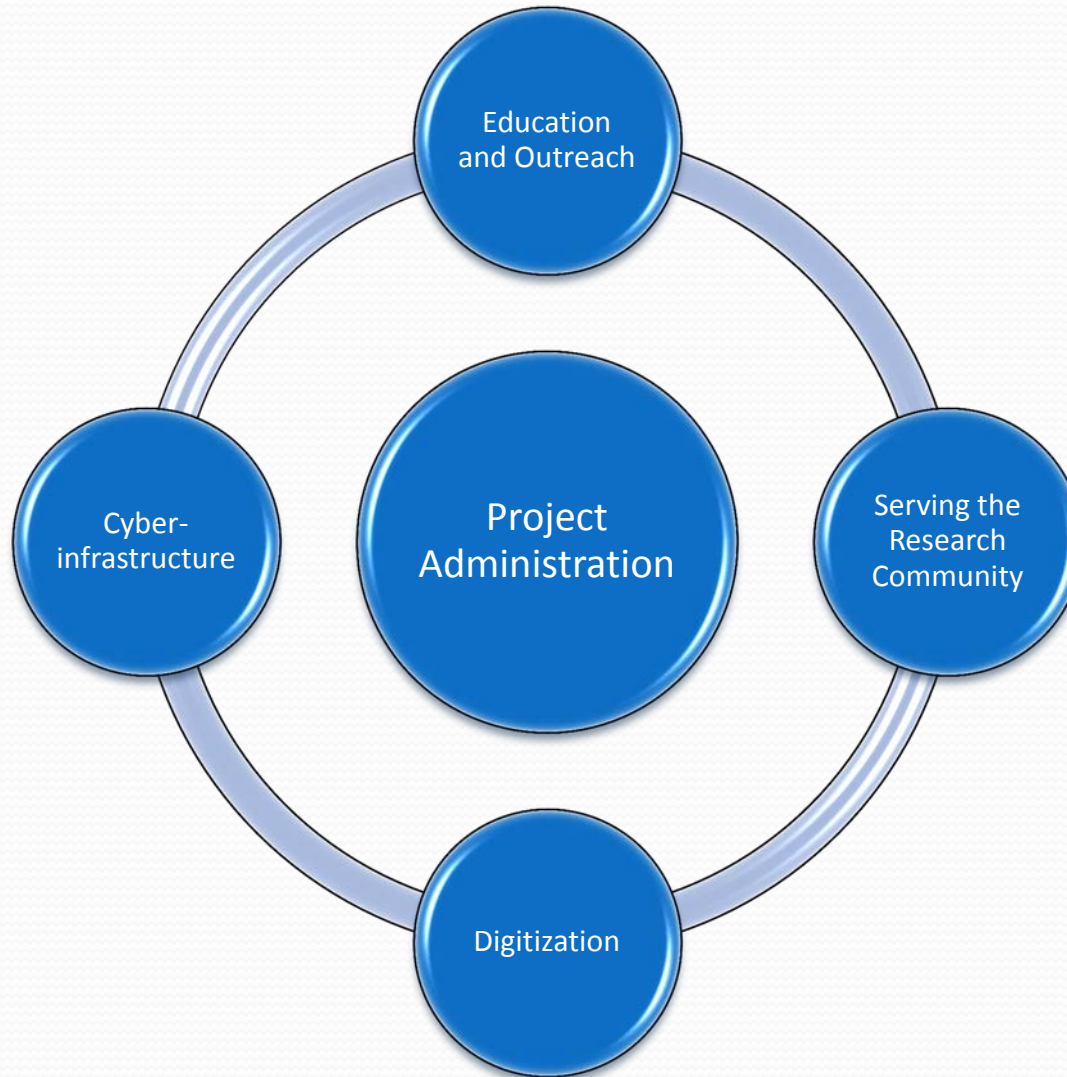 Education
and Outreach
Cyber-
infrastructure
Project
Administration
Serving the
Research
Community
Digitization